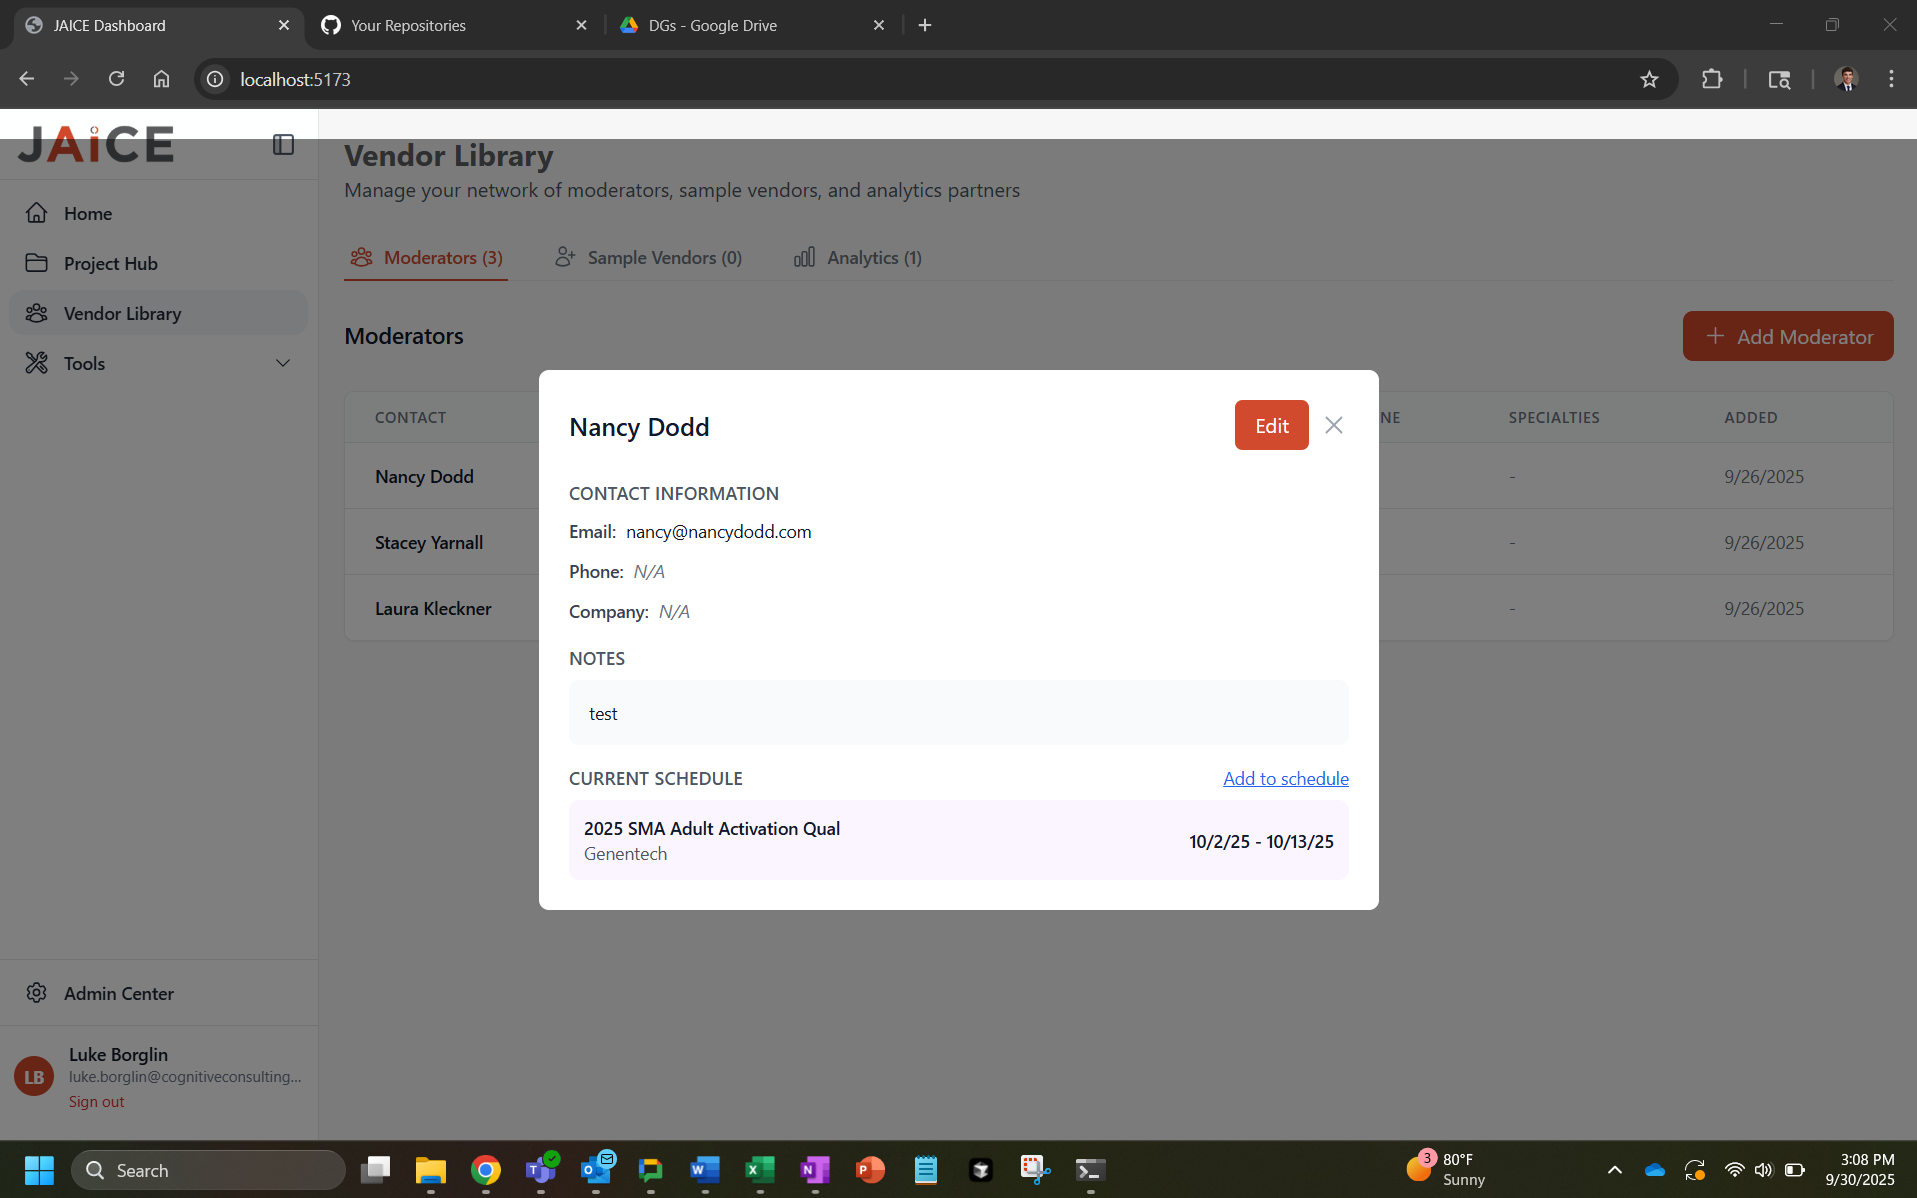 JAICE Dashboard
Your Repositories
DGs - Google Drive
localhost:5173
JAiCE
Home
Project Hub
Vendor Library
Tools
Vendor Library
Manage your network of moderators, sample vendors, and analytics partners
Moderators (3)
Sample Vendors (0)
Analytics (1)
Moderators
Add Moderator
CONTACT
NE
SPECIALTIES
ADDED
Nancy Dodd
-
9/26/2025
Stacey Yarnall
-
9/26/2025
Laura Kleckner
-
9/26/2025
Nancy Dodd
Edit
CONTACT INFORMATION
Email: nancy@nancydodd.com
Phone: N/A
Company: N/A
NOTES
test
CURRENT SCHEDULE
Add to schedule
2025 SMA Adult Activation Qual
Genentech
10/2/25 - 10/13/25
Admin Center
LB
Luke Borglin
luke.borglin@cognitiveconsulting...
Sign out
Search
3
80°F
Sunny
3:08 PM
9/30/2025